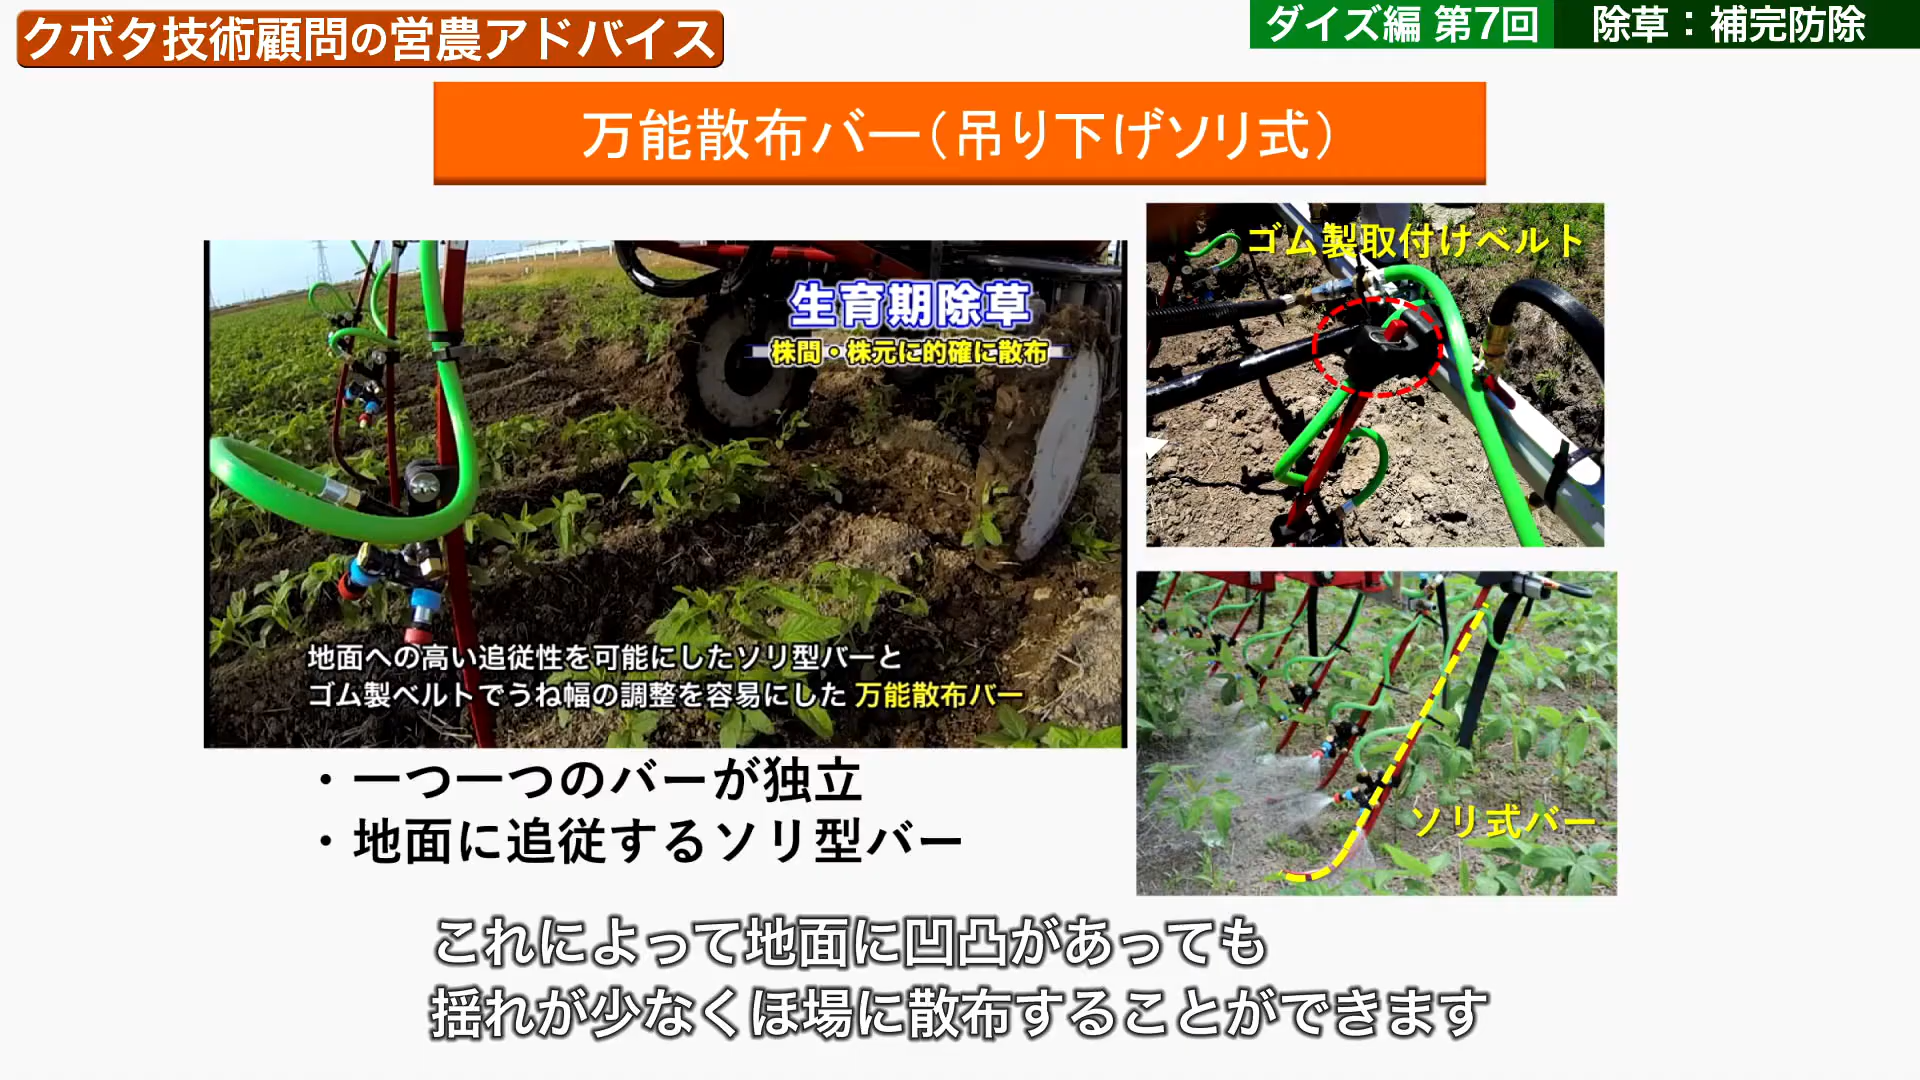 クボタ技術顧問の営農アドバイス
ダイズ編 第7回 除草：補完防除
万能散布バー（吊り下げソリ式）
生育期除草
株間・株元に的確に散布
地面への高い追従性を可能にしたソリ型バーと
ゴム製ベルトでうね幅の調整を容易にした 万能散布バー
ゴム製取付けベルト
ソリ式バー
・一つ一つのバーが独立
・地面に追従するソリ型バー
これによって地面に凹凸があっても
揺れが少なくほ場に散布することができます